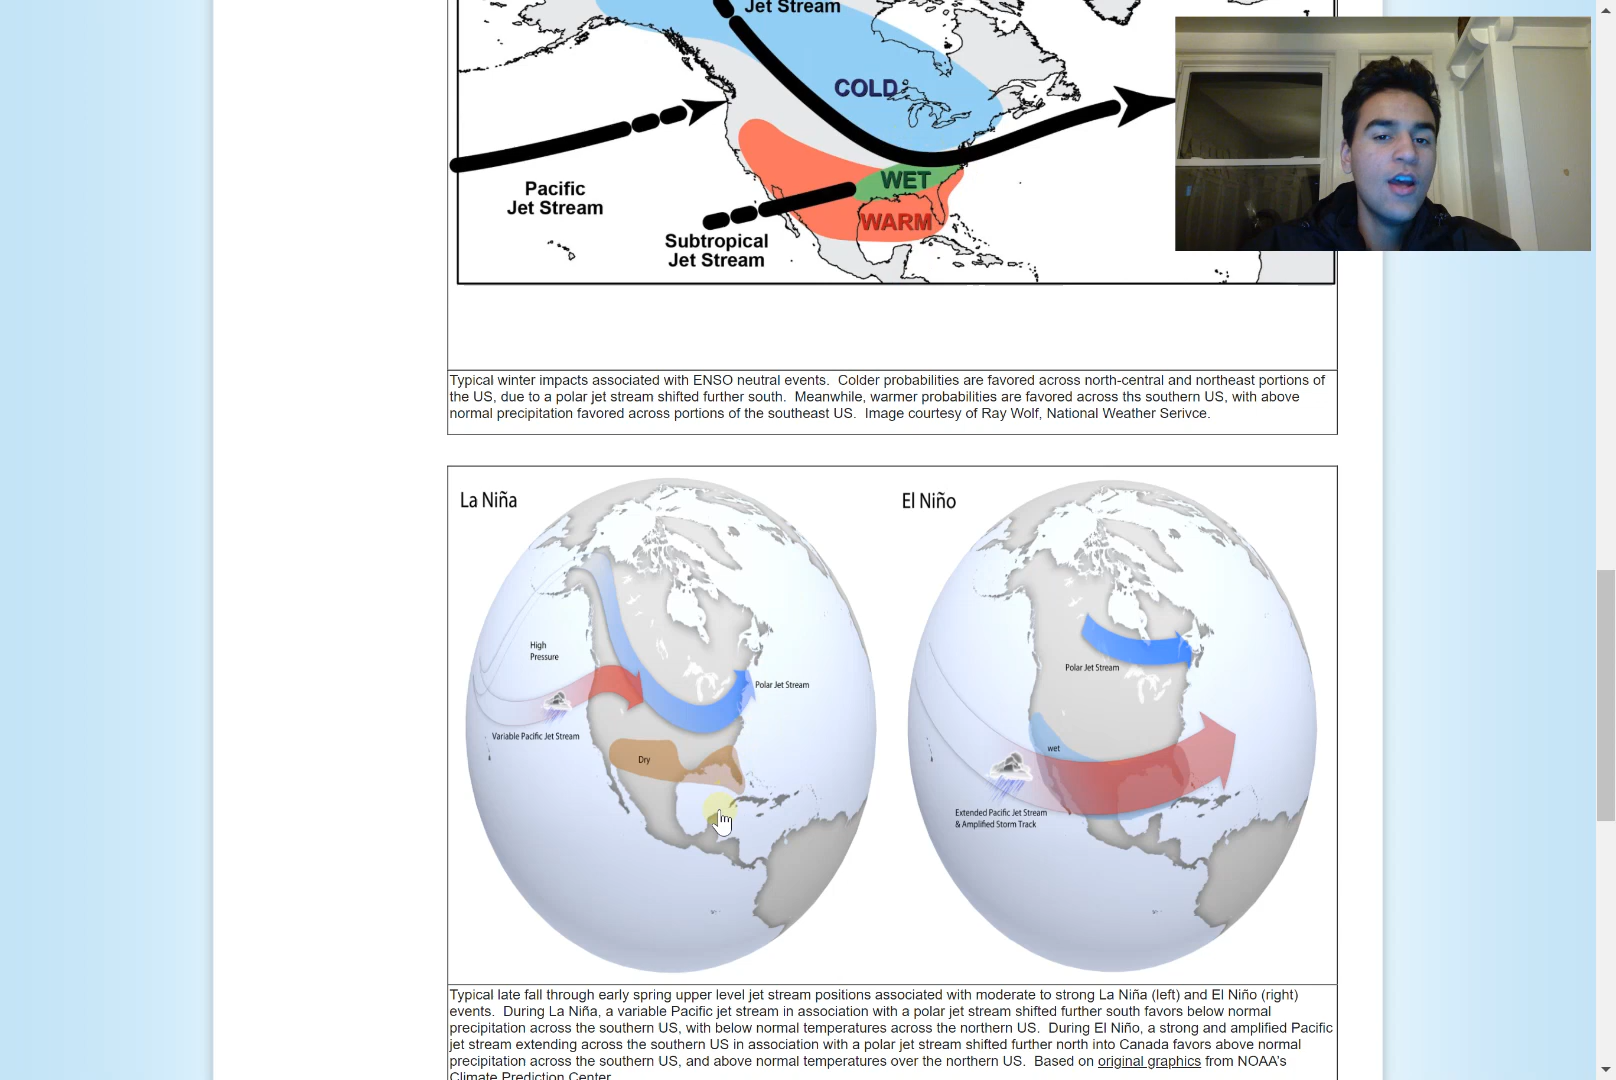 Jet Stream
COLD
Pacific
Jet Stream
WET
WARM
Subtropical
Jet Stream
Typical winter impacts associated with ENSO neutral events.  Colder probabilities are favored across north-central and northeast portions of
the US, due to a polar jet stream shifted further south.  Meanwhile, warmer probabilities are favored across ths southern US, with above
normal precipitation favored across portions of the southeast US.  Image courtesy of Ray Wolf, National Weather Serivce.
La Niña
High
Pressure
Polar Jet Stream
Variable Pacific Jet Stream
Dry
El Niño
Polar Jet Stream
wet
Extended Pacific Jet Stream
& Amplified Storm Track
Typical late fall through early spring upper level jet stream positions associated with moderate to strong La Niña (left) and El Niño (right)
events.  During La Niña, a variable Pacific jet stream in association with a polar jet stream shifted further south favors below normal
precipitation across the southern US, with below normal temperatures across the northern US.  During El Niño, a strong and amplified Pacific
jet stream extending across the southern US in association with a polar jet stream shifted further north into Canada favors above normal
precipitation across the southern US, and above normal temperatures over the northern US.  Based on original graphics from NOAA's
Climate Prediction Center